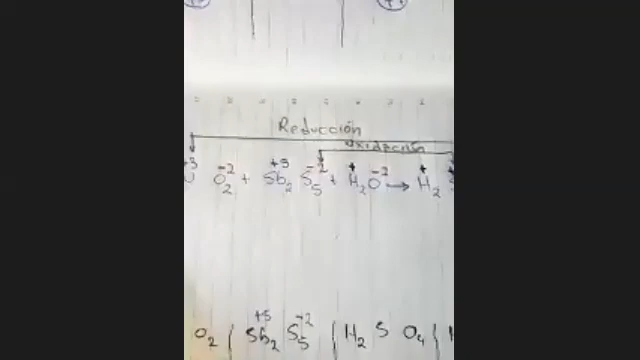 Reducción
Oxidación
+3 -2 +5 -2 + -2 +
O2 + Sb2 S5 + H2O → H2
+5 -2
O2 | Sb2 S5 | H2 S O4 |